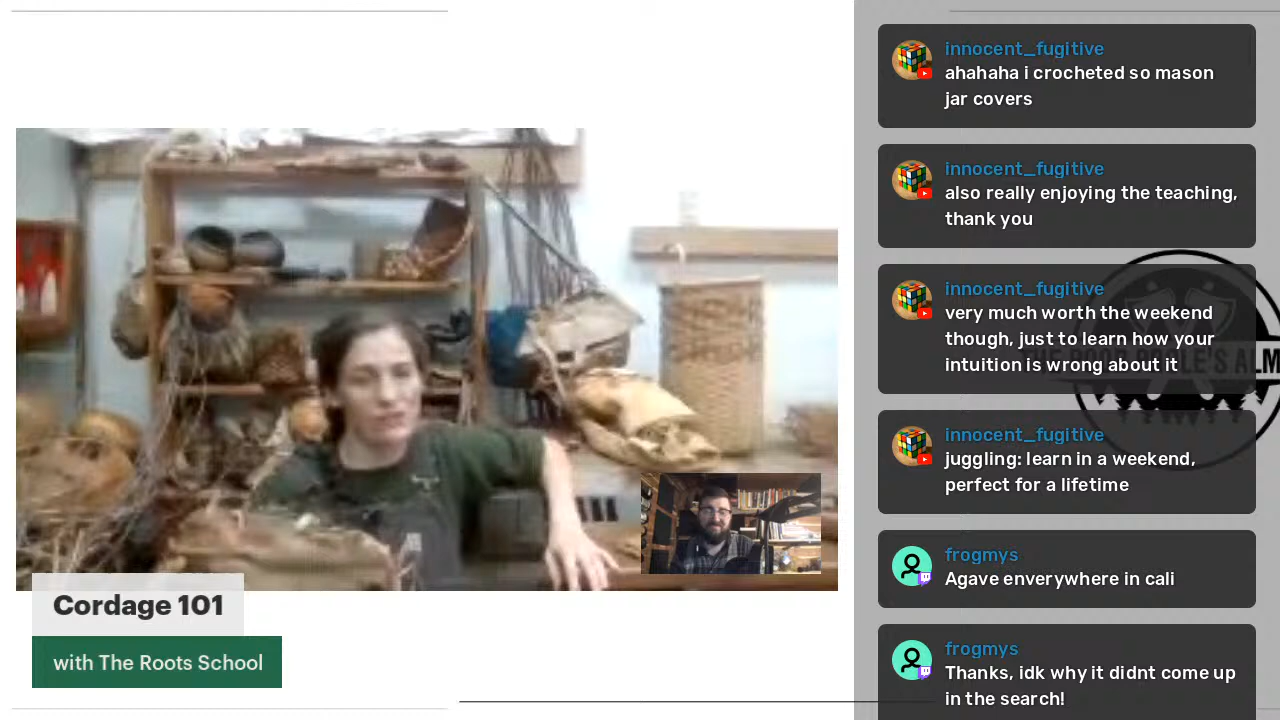 innocent_fugitive
ahahaha i crocheted so mason
jar covers
innocent_fugitive
also really enjoying the teaching,
thank you
innocent_fugitive
very much worth the weekend
though, just to learn how your
intuition is wrong about it
innocent_fugitive
juggling: learn in a weekend,
perfect for a lifetime
frogmys
Agave enverywhere in cali
frogmys
Thanks, idk why it didnt come up
in the search!
Cordage 101
with The Roots School